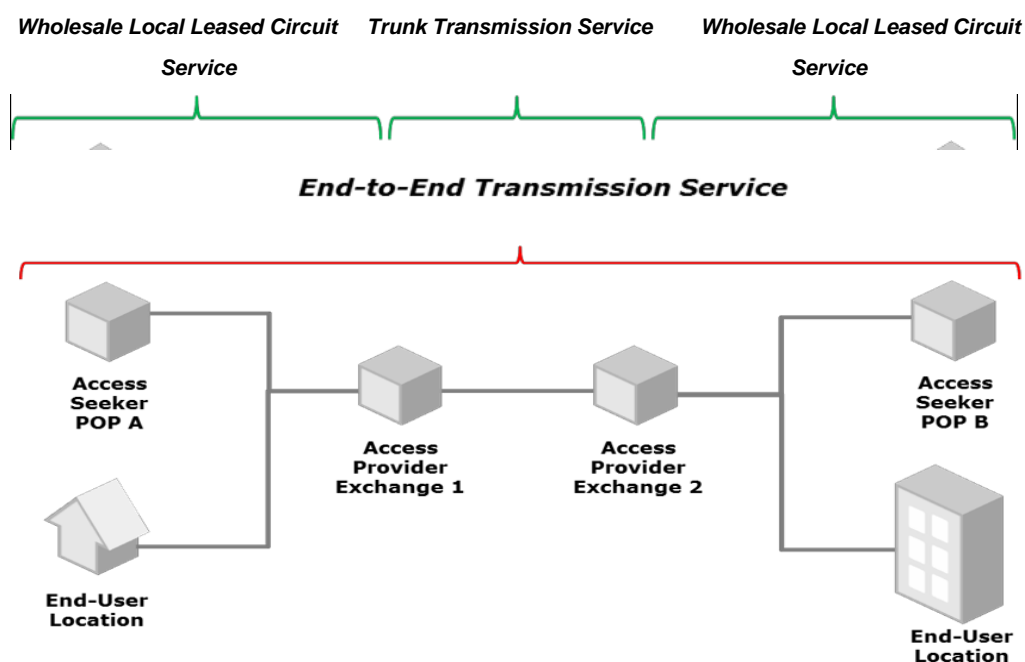 Wholesale Local Leased Circuit
Service
Trunk Transmission Service
Wholesale Local Leased Circuit
Service
End-to-End Transmission Service
Access
Seeker
POP A
Access
Seeker
POP B
Access
Provider
Exchange 1
Access
Provider
Exchange 2
End-User
Location
End-User
Location